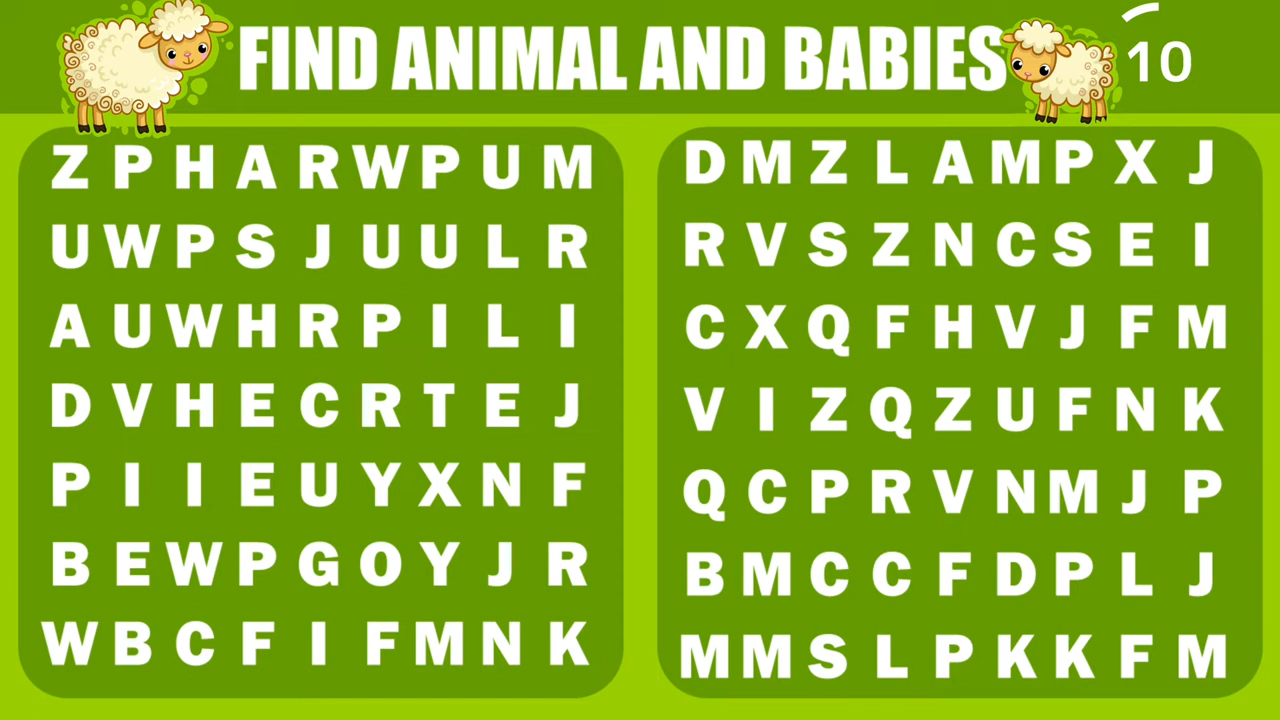 FIND ANIMAL AND BABIES
10
Z P H A R W P U M
U W P S J U U L R
A U W H R P I L I
D V H E C R T E J
P I I E U Y X N F
B E W P G O Y J R
W B C F I F M N K
D M Z L A M P X J
R V S Z N C S E I
C X Q F H V J F M
V I Z Q Z U F N K
Q C P R V N M J P
B M C C F D P L J
M M S L P K K F M